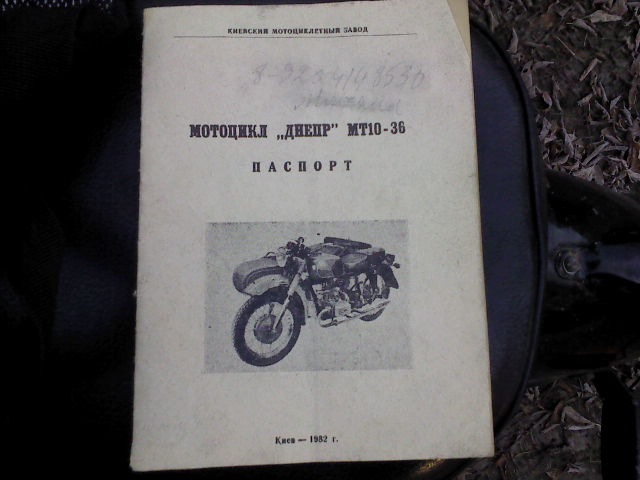 КИЕВСКИЙ МОТОЦИКЛЕТНЫЙ ЗАВОД
МОТОЦИКЛ „ДНЕПР" МТ10-36
ПАСПОРТ
Киев — 1982 г.